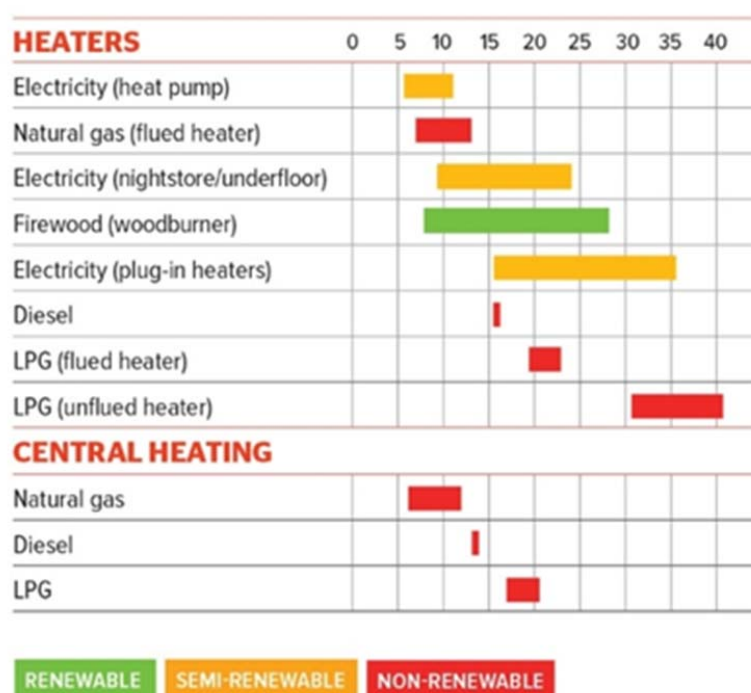 HEATERS 0 5 10 15 20 25 30 35 40
Electricity (heat pump)
Natural gas (flued heater)
Electricity (nightstore/underfloor)
Firewood (woodburner)
Electricity (plug-in heaters)
Diesel
LPG (flued heater)
LPG (unflued heater)
CENTRAL HEATING
Natural gas
Diesel
LPG
RENEWABLE SEMI-RENEWABLE NON-RENEWABLE